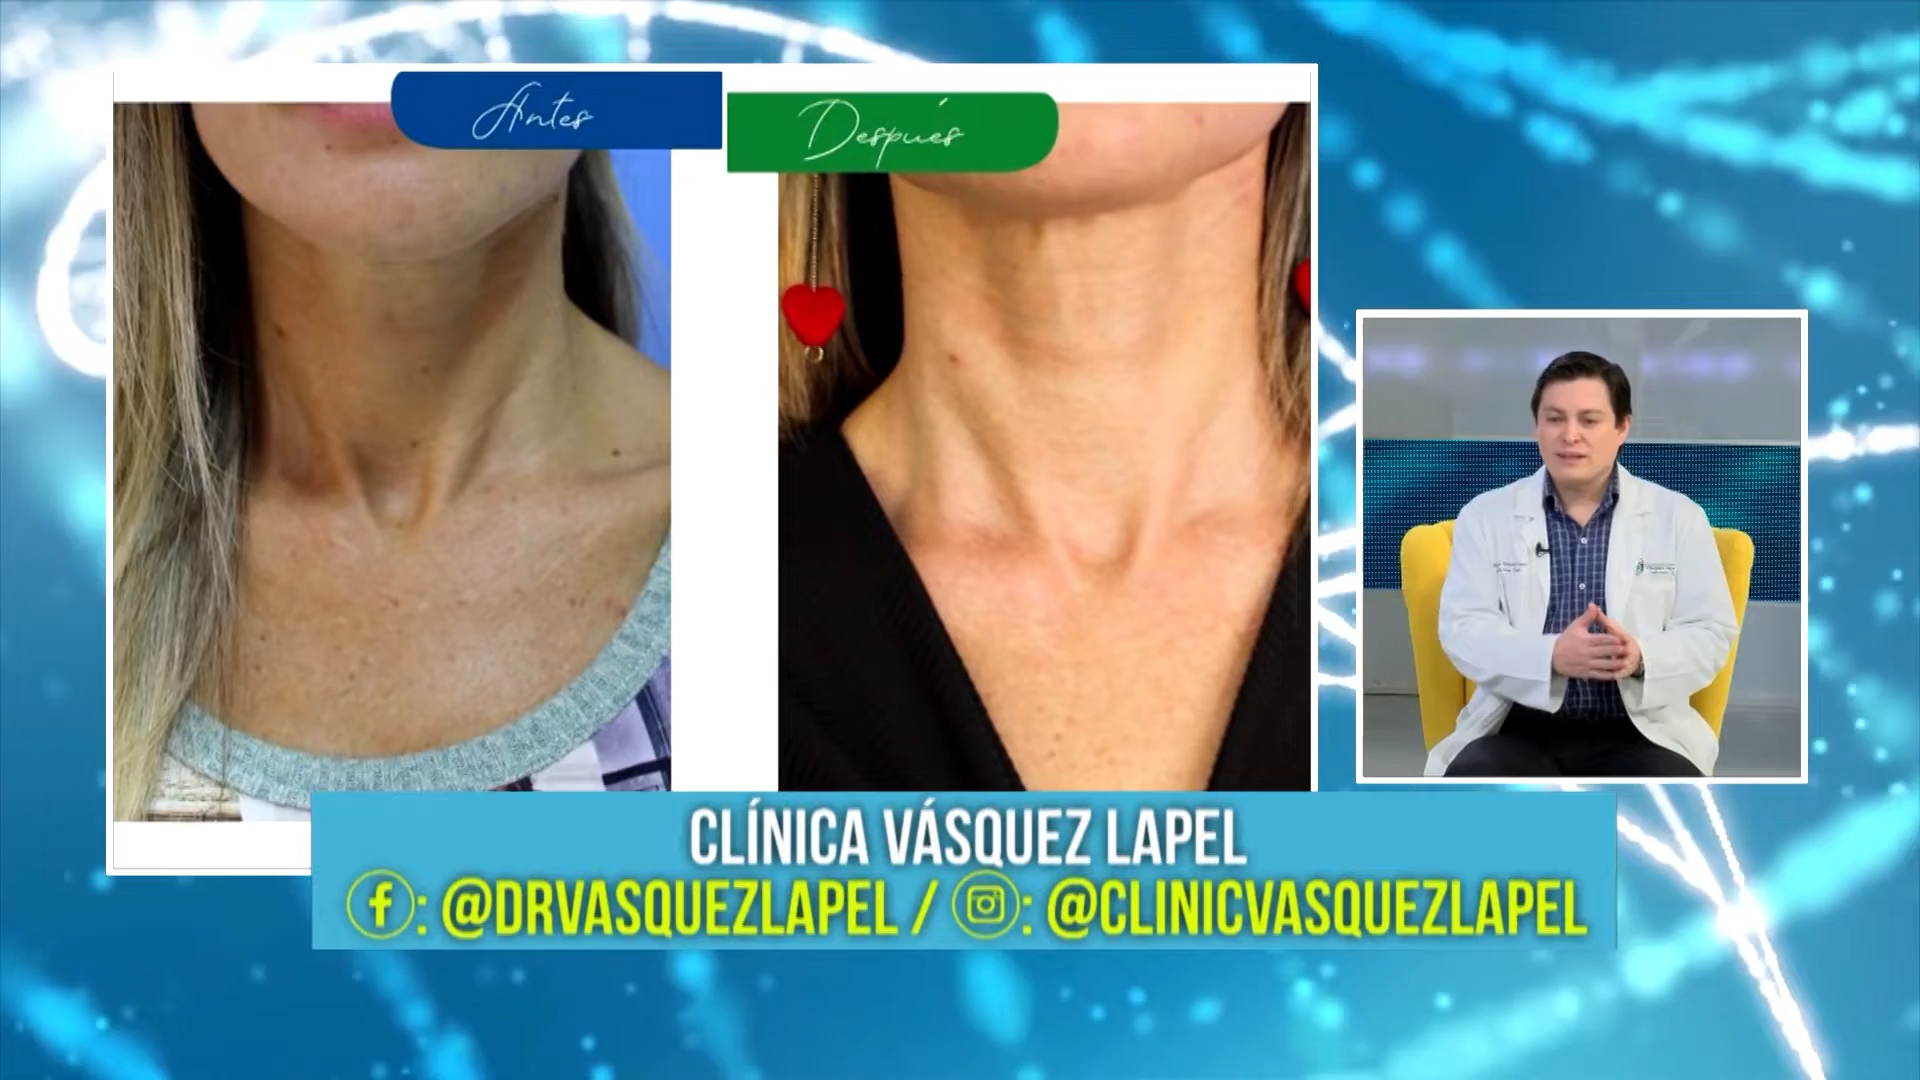 Antes
Después
CLÍNICA VÁSQUEZ LAPEL
: @DRVASQUEZLAPEL / : @CLINICVASQUEZLAPEL